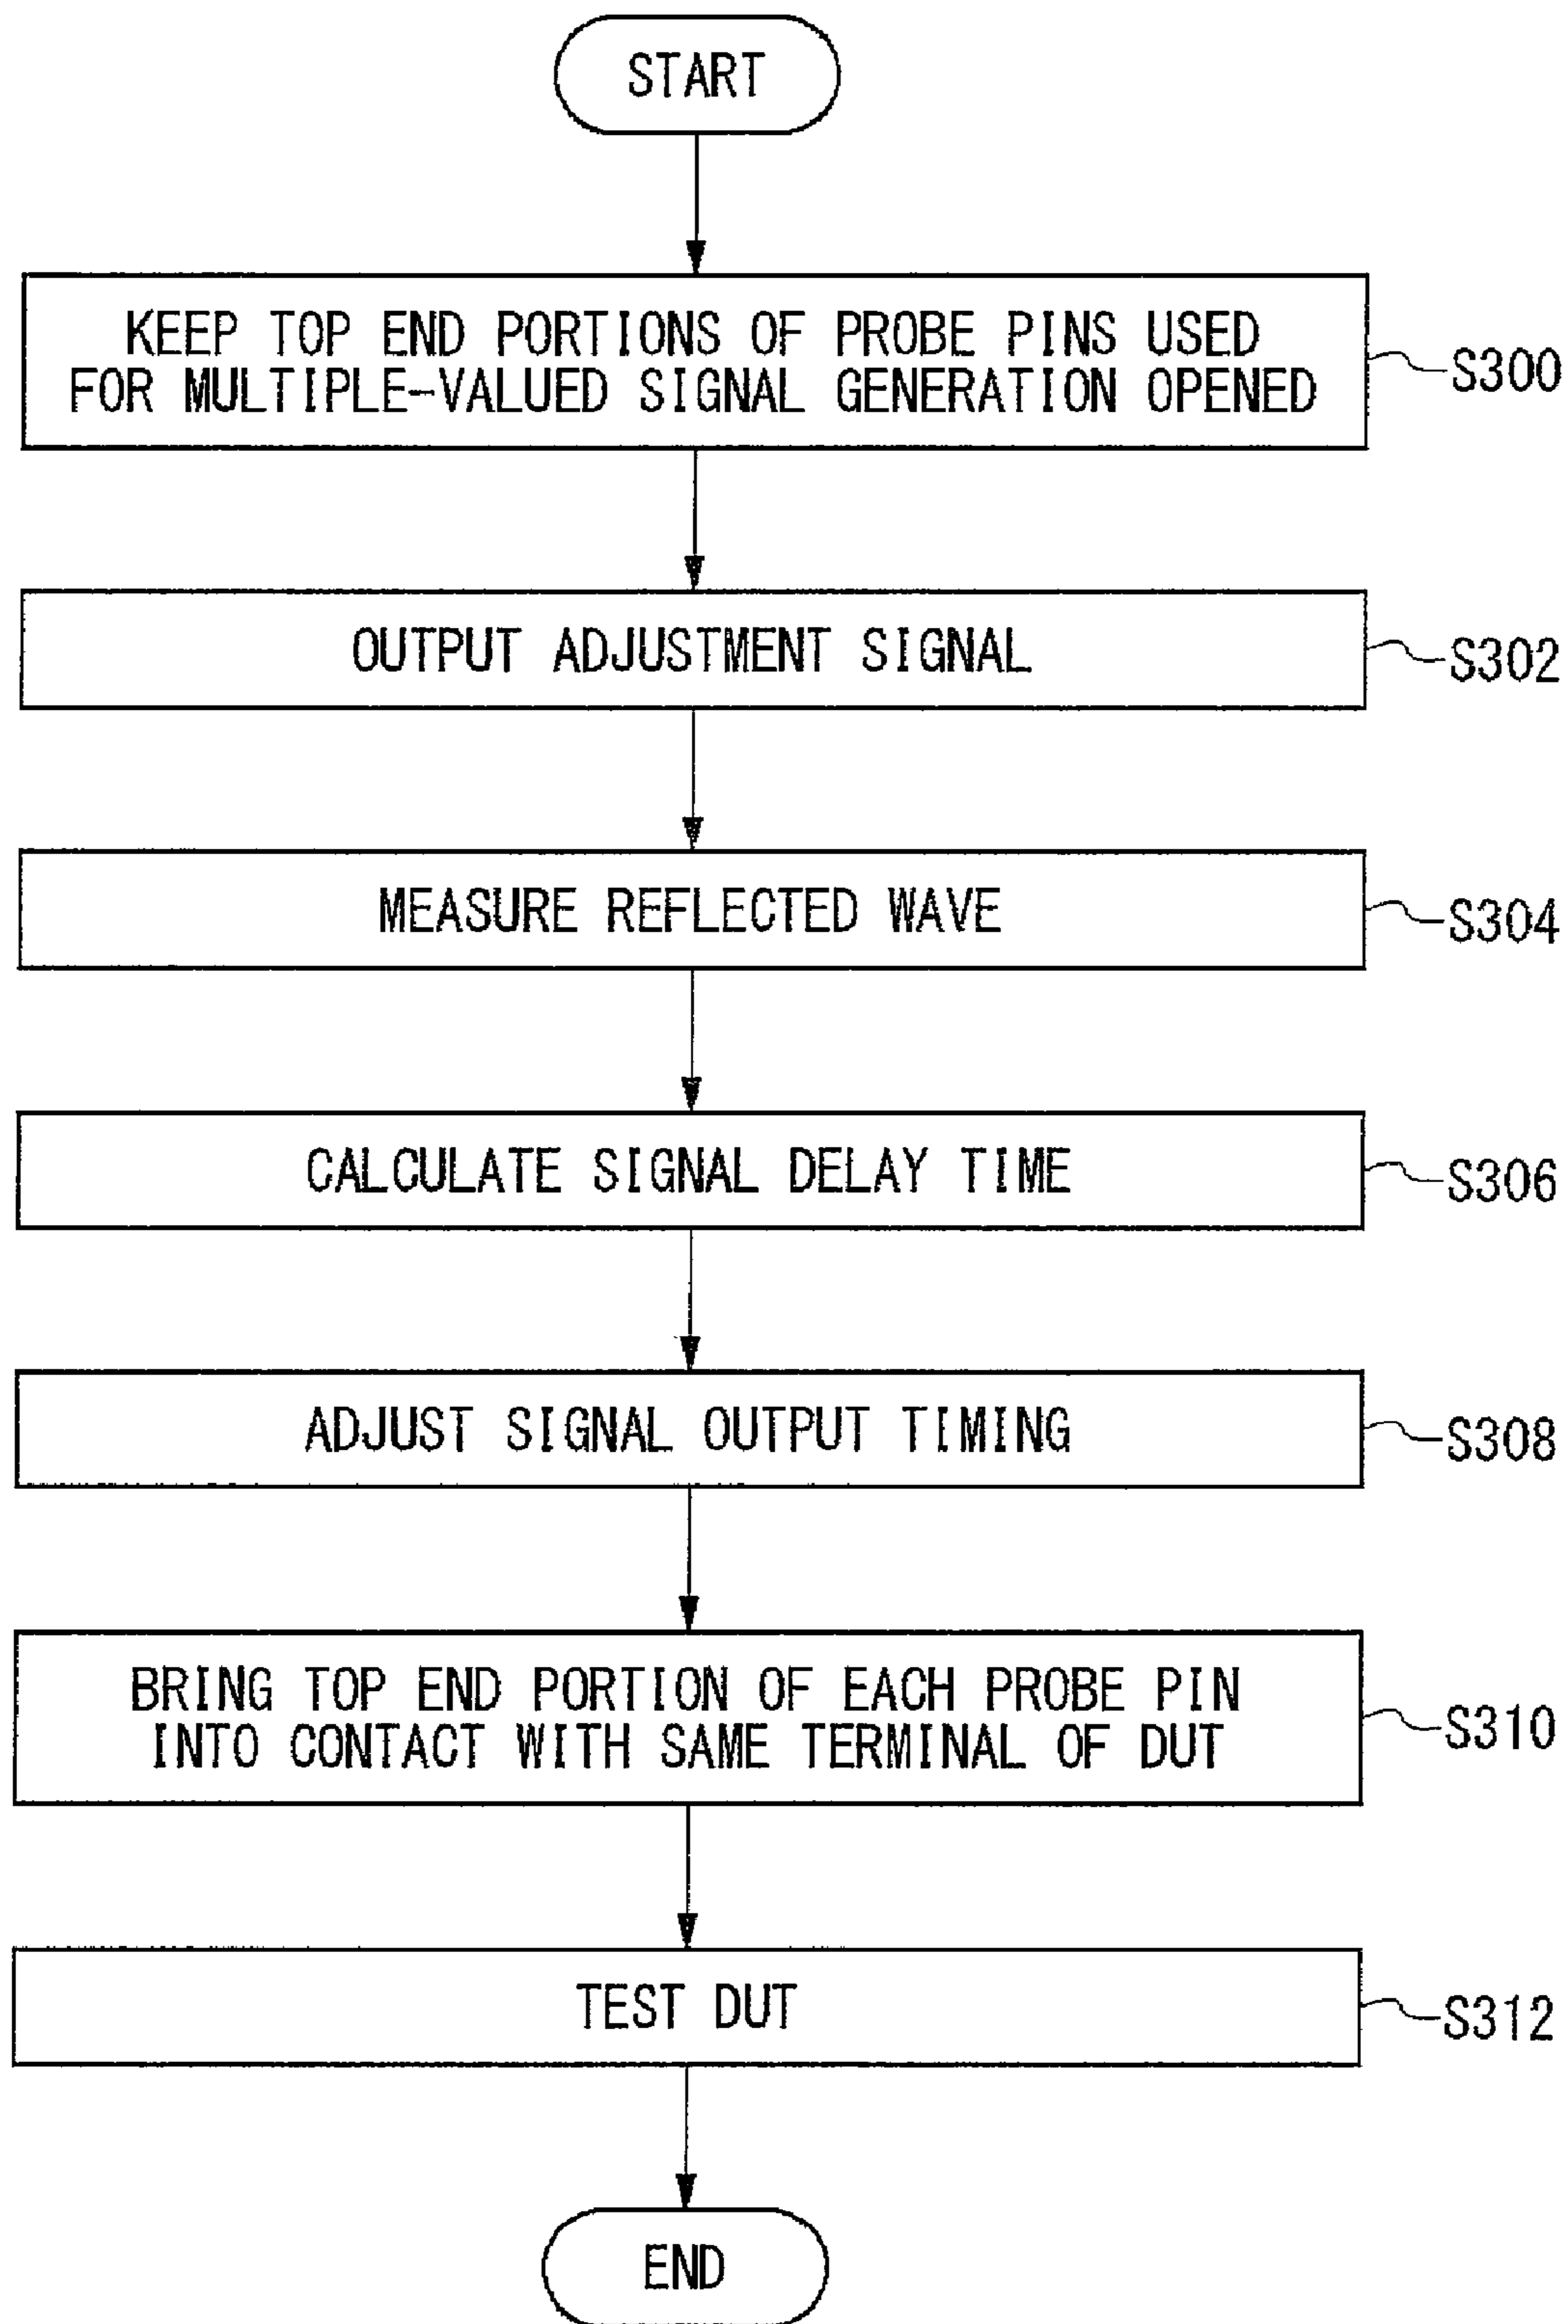 START
KEEP TOP END PORTIONS OF PROBE PINS USED
FOR MULTIPLE-VALUED SIGNAL GENERATION OPENED
S300
OUTPUT ADJUSTMENT SIGNAL
S302
MEASURE REFLECTED WAVE
S304
CALCULATE SIGNAL DELAY TIME
S306
ADJUST SIGNAL OUTPUT TIMING
S308
BRING TOP END PORTION OF EACH PROBE PIN
INTO CONTACT WITH SAME TERMINAL OF DUT
S310
TEST DUT
S312
END